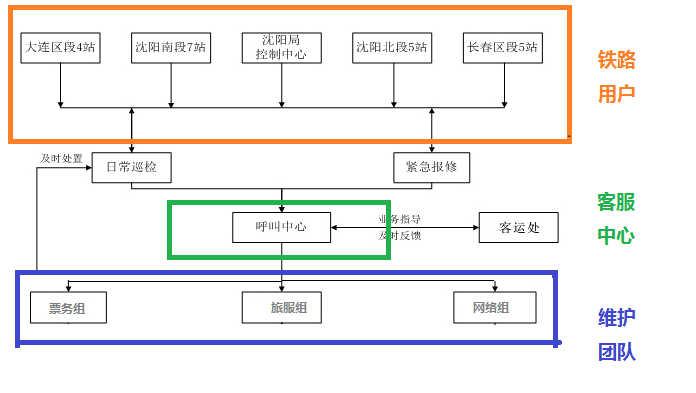 大连区段4站
沈阳南段7站
沈阳局
控制中心
沈阳北段5站
长春区段5站
铁路
用户
及时处置
日常巡检
紧急报修
客服
中心
呼叫中心
业务指导
及时反馈
客运处
票务组
旅服组
网络组
维护
团队